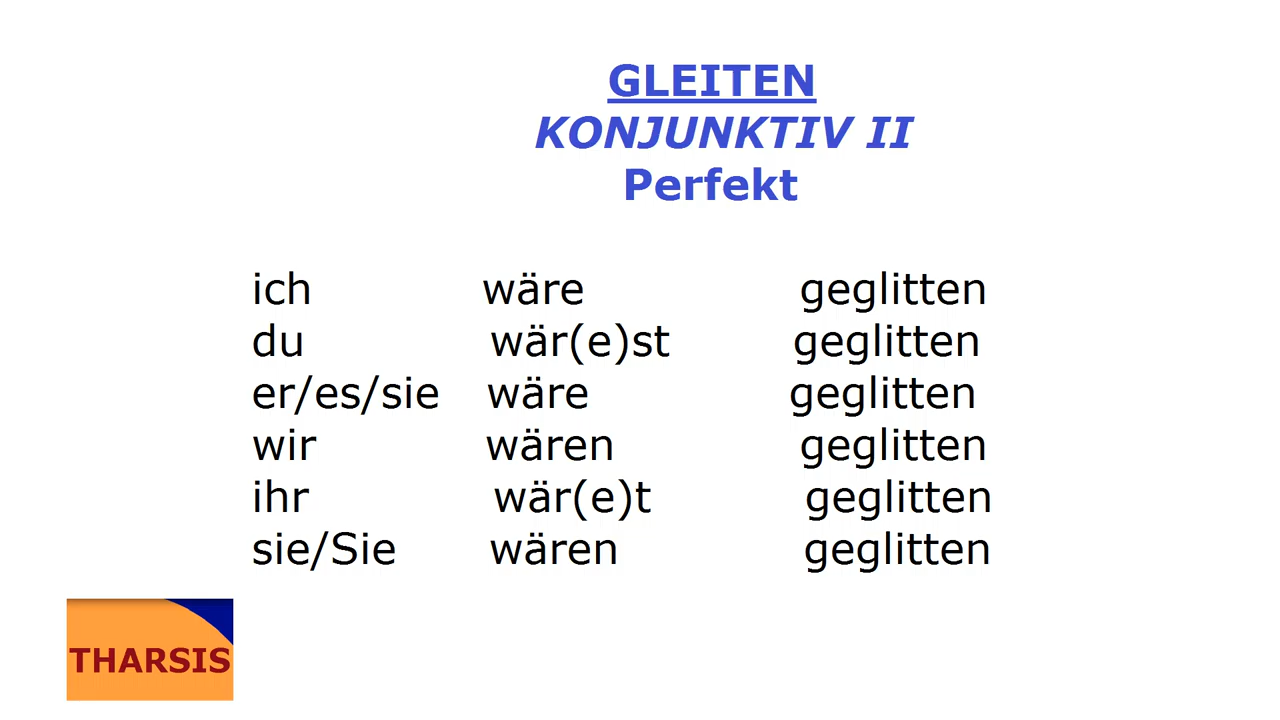 GLEITEN
KONJUNKTIV II
Perfekt
ich wäre geglitten
du wär(e)st geglitten
er/es/sie wäre geglitten
wir wären geglitten
ihr wär(e)t geglitten
sie/Sie wären geglitten
THARSIS